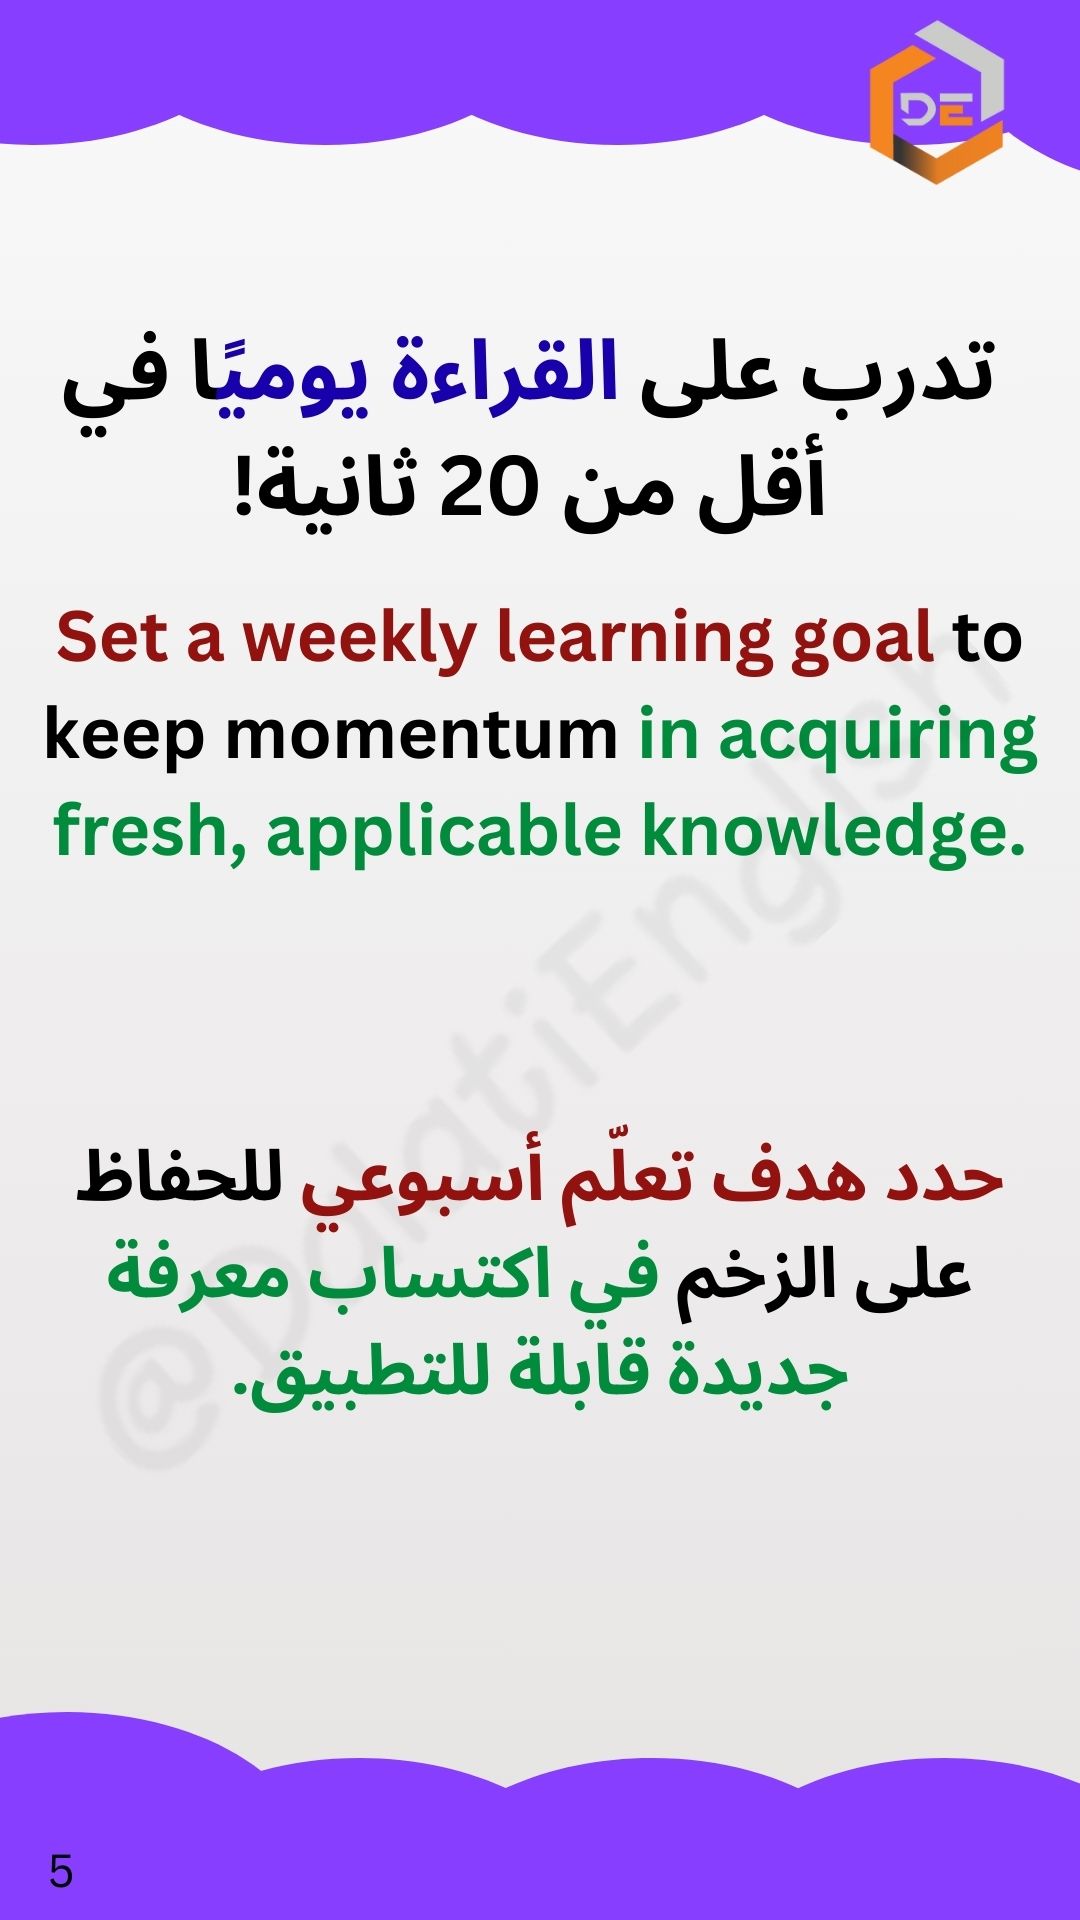 DE
تدرب على القراءة يوميًا في
أقل من 20 ثانية!
Set a weekly learning goal to
keep momentum in acquiring
fresh, applicable knowledge.
@DdatiEnglish
حدد هدف تعلّم أسبوعي للحفاظ
على الزخم في اكتساب معرفة
جديدة قابلة للتطبيق.
5